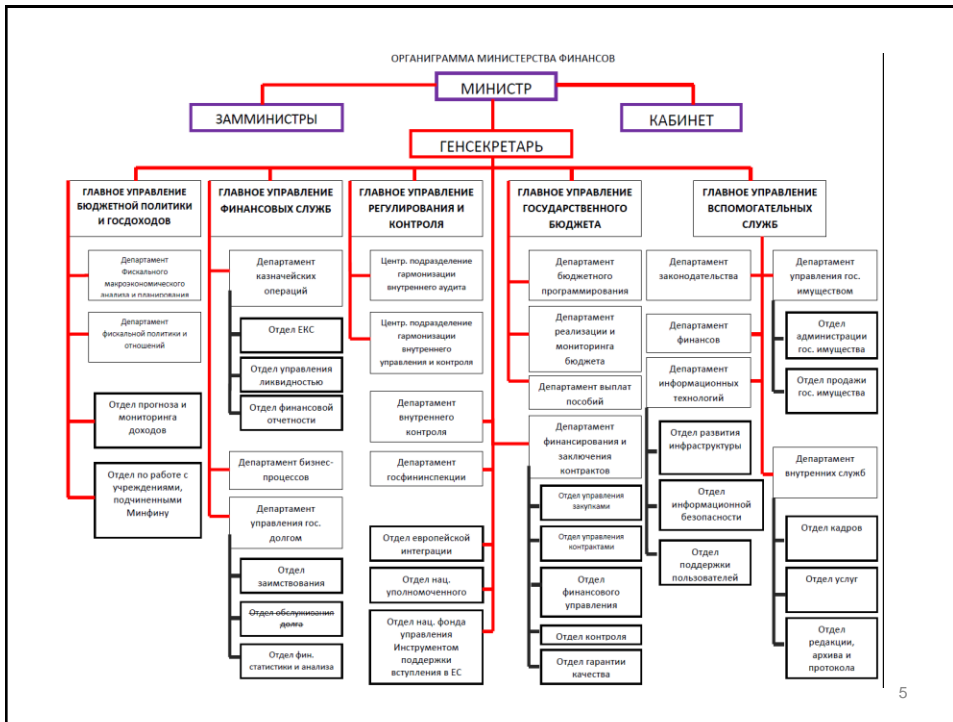 ОРГАНИГРАММА МИНИСТЕРСТВА ФИНАНСОВ
МИНИСТР
ЗАММИНИСТРЫ
КАБИНЕТ
ГЕНСЕКРЕТАРЬ
ГЛАВНОЕ УПРАВЛЕНИЕ
БЮДЖЕТНОЙ ПОЛИТИКИ
И ГОСДОХОДОВ
Департамент
Фискального
макроэкономического
анализа и планирования
Департамент
фискальной политики и
отношений
Отдел прогноза и
мониторинга
доходов
Отдел по работе с
учреждениями,
подчиненными
Минфину
ГЛАВНОЕ УПРАВЛЕНИЕ
ФИНАНСОВЫХ СЛУЖБ
Департамент
казначейских
операций
Отдел ЕКС
Отдел управления
ликвидностью
Отдел финансовой
отчетности
Департамент бизнес-
процессов
Департамент
управления гос.
долгом
Отдел
заимствования
Отдел обслуживания
долга
Отдел фин.
статистики и анализа
ГЛАВНОЕ УПРАВЛЕНИЕ
РЕГУЛИРОВАНИЯ И
КОНТРОЛЯ
Центр. подразделение
гармонизации
внутреннего аудита
Центр. подразделение
гармонизации
внутреннего
управления и контроля
Департамент
внутреннего
контроля
Департамент
госфининспекции
Отдел европейской
интеграции
Отдел нац.
уполномоченного
Отдел нац. фонда
управления
Инструментом
поддержки
вступления в ЕС
ГЛАВНОЕ УПРАВЛЕНИЕ
ГОСУДАРСТВЕННОГО
БЮДЖЕТА
Департамент
бюджетного
программирования
Департамент
реализации и
мониторинга
бюджета
Департамент выплат
пособий
Департамент
финансирования и
заключения
контрактов
Отдел управления
закупками
Отдел управления
контрактами
Отдел
финансового
управления
Отдел контроля
Отдел гарантии
качества
ГЛАВНОЕ УПРАВЛЕНИЕ
ВСПОМОГАТЕЛЬНЫХ
СЛУЖБ
Департамент
законодательства
Департамент
финансов
Департамент
информационных
технологий
Отдел развития
инфраструктуры
Отдел
информационной
безопасности
Отдел
поддержки
пользователей
Департамент
управления гос.
имуществом
Отдел
администрации
гос. имущества
Отдел продажи
гос. имущества
Департамент
внутренних служб
Отдел кадров
Отдел услуг
Отдел
редакции,
архива и
протокола
5